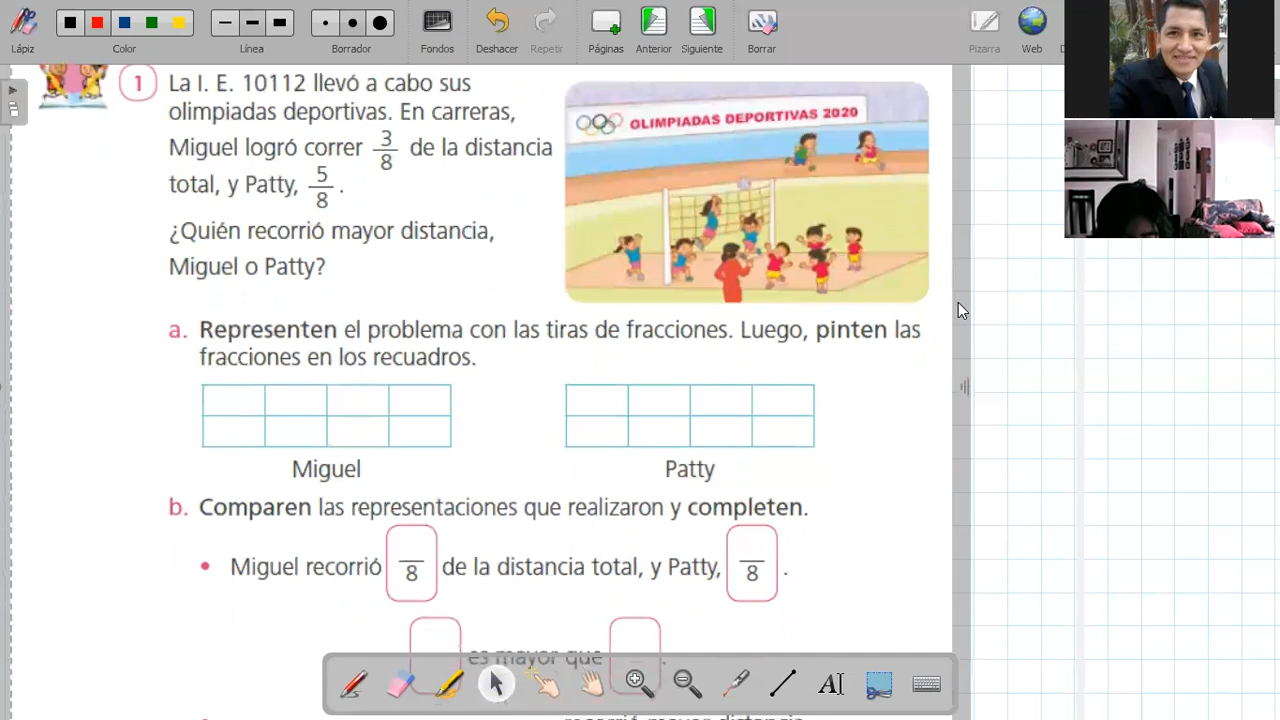 Lápiz
Color
Línea
Borrador
Fondos
Deshacer
Repetir
Páginas
Anterior
Siguiente
Borrar
Pizarra
Web
1
La I. E. 10112 llevó a cabo sus
olimpiadas deportivas. En carreras,
Miguel logró correr 3/8 de la distancia
total, y Patty, 5/8.
¿Quién recorrió mayor distancia,
Miguel o Patty?
OLIMPIADAS DEPORTIVAS 2020
a. Representen el problema con las tiras de fracciones. Luego, pinten las
fracciones en los recuadros.
Miguel
Patty
b. Comparen las representaciones que realizaron y completen.
• Miguel recorrió /8 de la distancia total, y Patty, /8.
es mayor que .
recorrió mayor distancia
AI